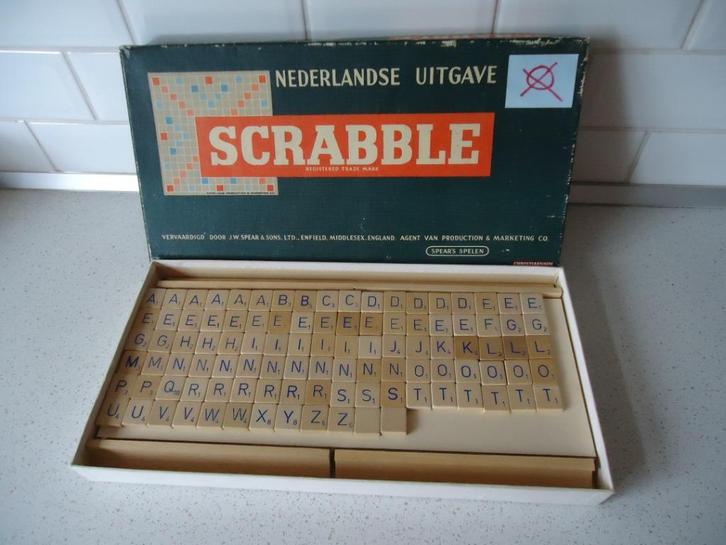 NEDERLANDSE UITGAVE
SCRABBLE
REGISTERED TRADE MARK
VERVAARDIGD DOOR J.W. SPEAR & SONS, LTD., ENFIELD, MIDDLESEX, ENGLAND. AGENT VAN PRODUCTION & MARKETING CO.
SPEAR'S SPELEN
A A A A A A B B C C D D D D D E E E
E E E E E E E E E E E E E E E F G G
G G H H H I I I I I I J J K K L L L
M M N N N N N N N N N N O O O O O O
P P Q R R R R R R S S S T T T T T T
U U V V W W X Y Z Z